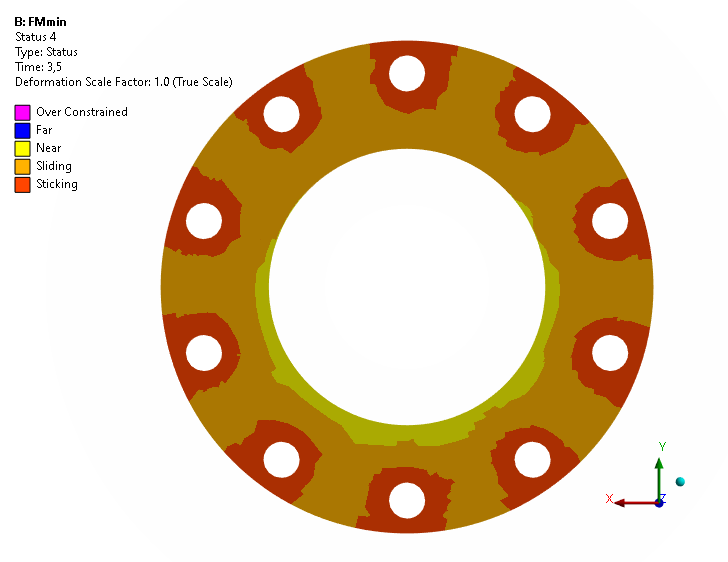 B: FMmin
Status 4
Type: Status
Time: 3,5
Deformation Scale Factor: 1.0 (True Scale)
Over Constrained
Far
Near
Sliding
Sticking
Y
X
Z